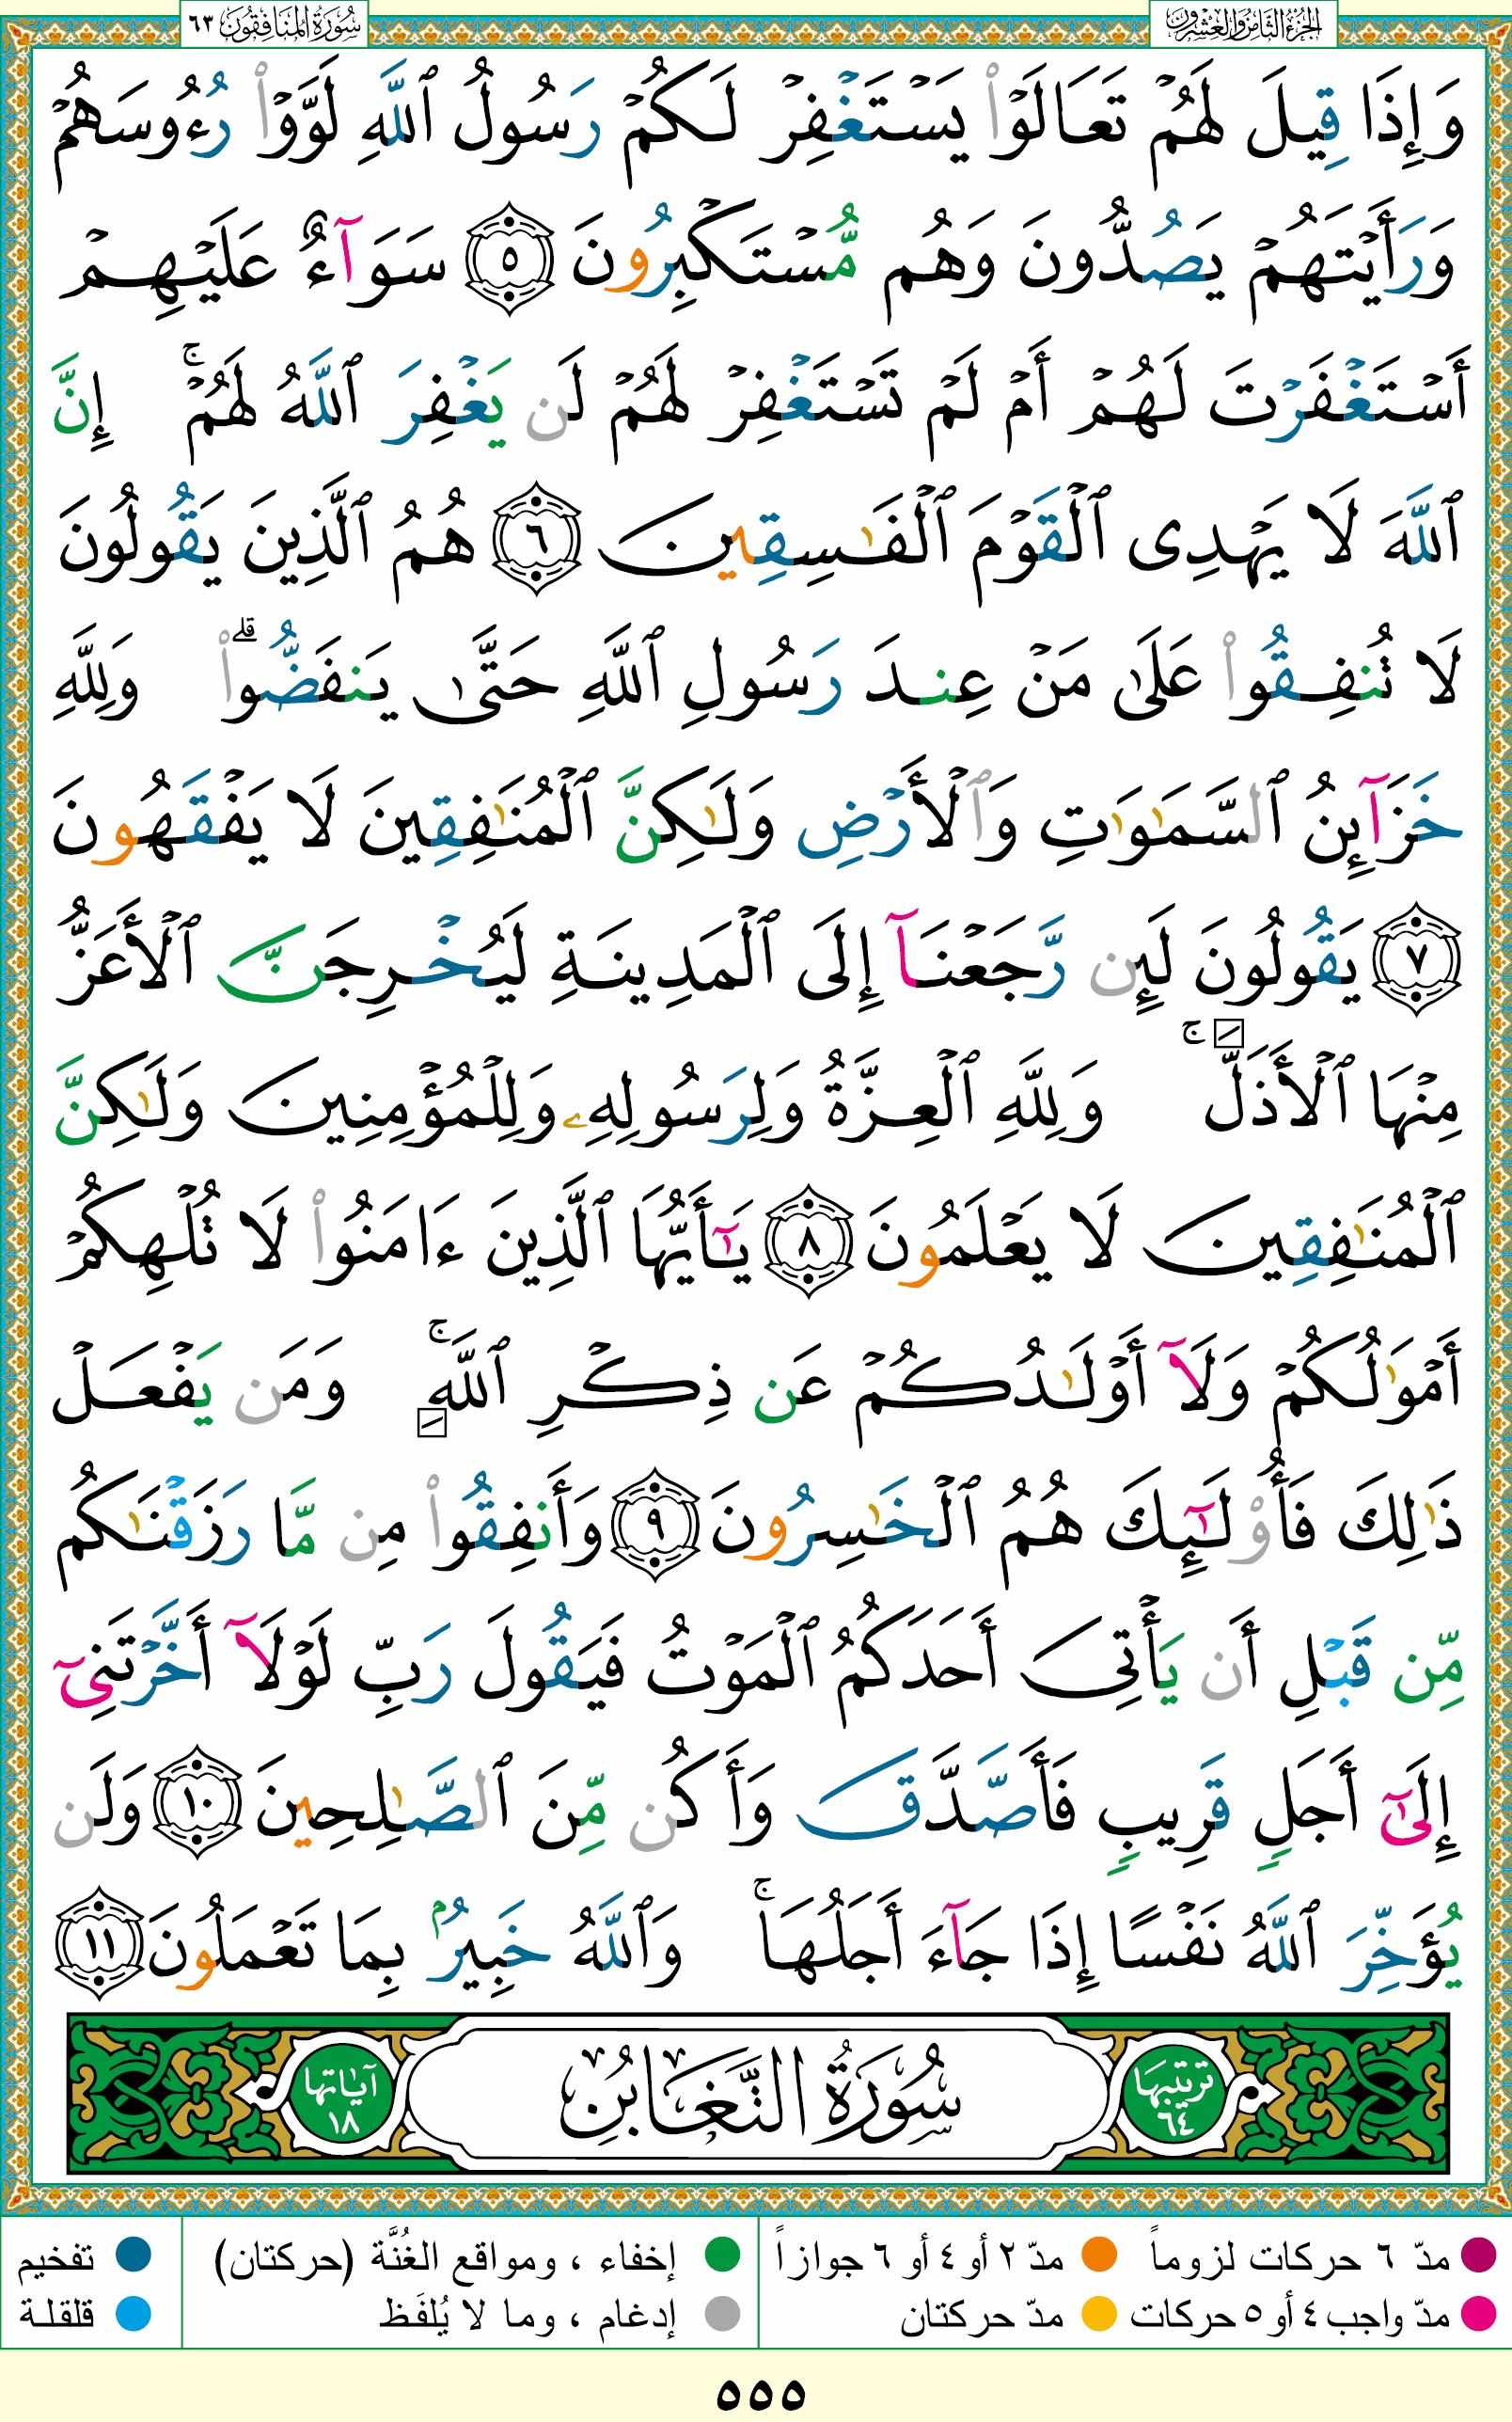 الجزء الثامن والعشرون
سورة المنافقون ٦٣
وَإِذَا قِيلَ لَهُمْ تَعَالَوْا۟ يَسْتَغْفِرْ لَكُمْ رَسُولُ ٱللَّهِ لَوَّوْا۟ رُءُوسَهُمْ
وَرَأَيْتَهُمْ يَصُدُّونَ وَهُم مُّسْتَكْبِرُونَ ٥ سَوَآءٌ عَلَيْهِمْ
أَسْتَغْفَرْتَ لَهُمْ أَمْ لَمْ تَسْتَغْفِرْ لَهُمْ لَن يَغْفِرَ ٱللَّهُ لَهُمْ ۚ إِنَّ
ٱللَّهَ لَا يَهْدِى ٱلْقَوْمَ ٱلْفَـٰسِقِينَ ٦ هُمُ ٱلَّذِينَ يَقُولُونَ
لَا تُنفِقُوا۟ عَلَىٰ مَنْ عِندَ رَسُولِ ٱللَّهِ حَتَّىٰ يَنفَضُّوا۟ ۗ وَلِلَّهِ
خَزَآئِنُ ٱلسَّمَـٰوَٰتِ وَٱلْأَرْضِ وَلَـٰكِنَّ ٱلْمُنَـٰفِقِينَ لَا يَفْقَهُونَ
٧ يَقُولُونَ لَئِن رَّجَعْنَآ إِلَى ٱلْمَدِينَةِ لَيُخْرِجَنَّ ٱلْأَعَزُّ
مِنْهَا ٱلْأَذَلَّ ۚ وَلِلَّهِ ٱلْعِزَّةُ وَلِرَسُولِهِۦ وَلِلْمُؤْمِنِينَ وَلَـٰكِنَّ
ٱلْمُنَـٰفِقِينَ لَا يَعْلَمُونَ ٨ يَـٰٓأَيُّهَا ٱلَّذِينَ ءَامَنُوا۟ لَا تُلْهِكُمْ
أَمْوَٰلُكُمْ وَلَآ أَوْلَـٰدُكُمْ عَن ذِكْرِ ٱللَّهِ ۚ وَمَن يَفْعَلْ
ذَٰلِكَ فَأُو۟لَـٰٓئِكَ هُمُ ٱلْخَـٰسِرُونَ ٩ وَأَنفِقُوا۟ مِن مَّا رَزَقْنَـٰكُم
مِّن قَبْلِ أَن يَأْتِىَ أَحَدَكُمُ ٱلْمَوْتُ فَيَقُولَ رَبِّ لَوْلَآ أَخَّرْتَنِىٓ
إِلَىٰٓ أَجَلٍ قَرِيبٍ فَأَصَّدَّقَ وَأَكُن مِّنَ ٱلصَّـٰلِحِينَ ١٠ وَلَن
يُؤَخِّرَ ٱللَّهُ نَفْسًا إِذَا جَآءَ أَجَلُهَا ۚ وَٱللَّهُ خَبِيرٌۢ بِمَا تَعْمَلُونَ ١١
ترتيبها ٦٤
سُورَةُ التَّغَابُنِ
آياتها ١٨
مدّ ٦ حركات لزوماً
مدّ ٢ أو ٤ أو ٦ جوازاً
إخفاء ، ومواقع الغُنَّة (حركتان)
تفخيم
مدّ واجب ٤ أو ٥ حركات
مدّ حركتان
إدغام ، وما لا يُلفَظ
قلقلة
٥٥٥